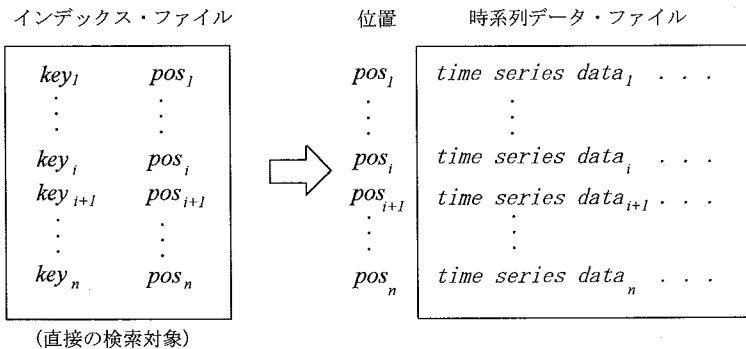 インデックス・ファイル 位置 時系列データ・ファイル
key1 pos1 pos1 time series data1 . . .
. . . .
. . . .
. . . .
keyi posi posi time series datai . . .
keyi+1 posi+1 posi+1 time series datai+1 . . .
. . . .
. . . .
. . . .
keyn posn posn time series datan . . .
(直接の検索対象)